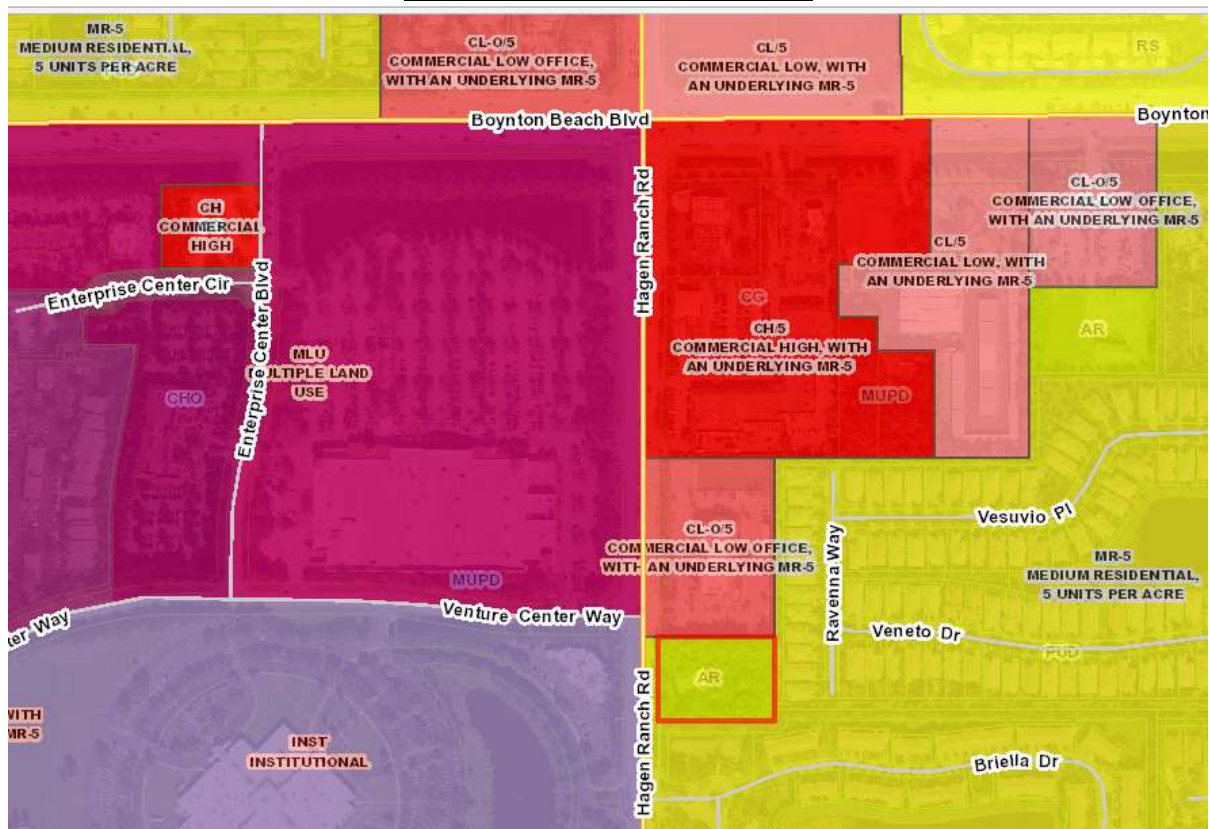 MR-5
MEDIUM RESIDENTIAL,
5 UNITS PER ACRE
CL-O/5
COMMERCIAL LOW OFFICE,
WITH AN UNDERLYING MR-5
CL/5
COMMERCIAL LOW, WITH
AN UNDERLYING MR-5
RS
Boynton Beach Blvd
Boynton
CH
COMMERCIAL
HIGH
Hagen Ranch Rd
CL-O/5
COMMERCIAL LOW OFFICE,
WITH AN UNDERLYING MR-5
CL/5
COMMERCIAL LOW, WITH
AN UNDERLYING MR-5
Enterprise Center Cir
Enterprise Center Blvd
CG
CH/5
COMMERCIAL HIGH, WITH
AN UNDERLYING MR-5
AR
MLU
MULTIPLE LAND
USE
CHO
MUPD
Vesuvio Pl
CL-O/5
COMMERCIAL LOW OFFICE,
WITH AN UNDERLYING MR-5
Ravenna Way
MR-5
MEDIUM RESIDENTIAL,
5 UNITS PER ACRE
MUPD
Venture Center Way
ter Way
Veneto Dr
PUD
AR
Hagen Ranch Rd
WITH
MR-5
INST
INSTITUTIONAL
Briella Dr